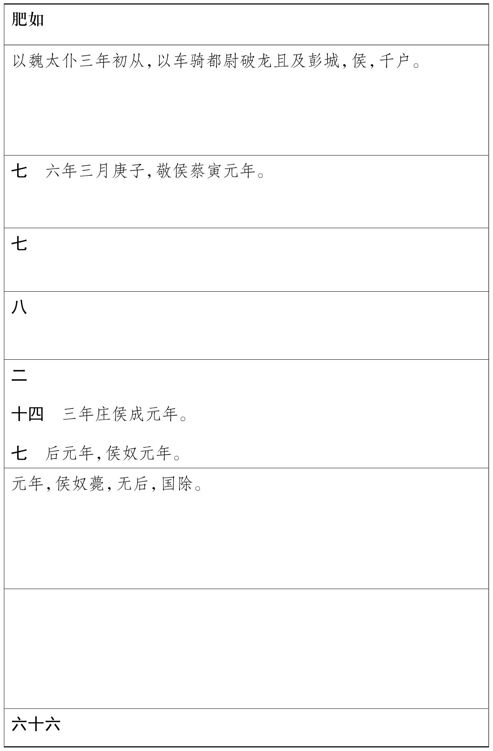 肥如
以魏太仆三年初从,以车骑都尉破龙且及彭城,侯,千户。
七　六年三月庚子,敬侯蔡寅元年。
七
八
二
十四　三年庄侯成元年。
七　后元年,侯奴元年。
元年,侯奴薨,无后,国除。
六十六